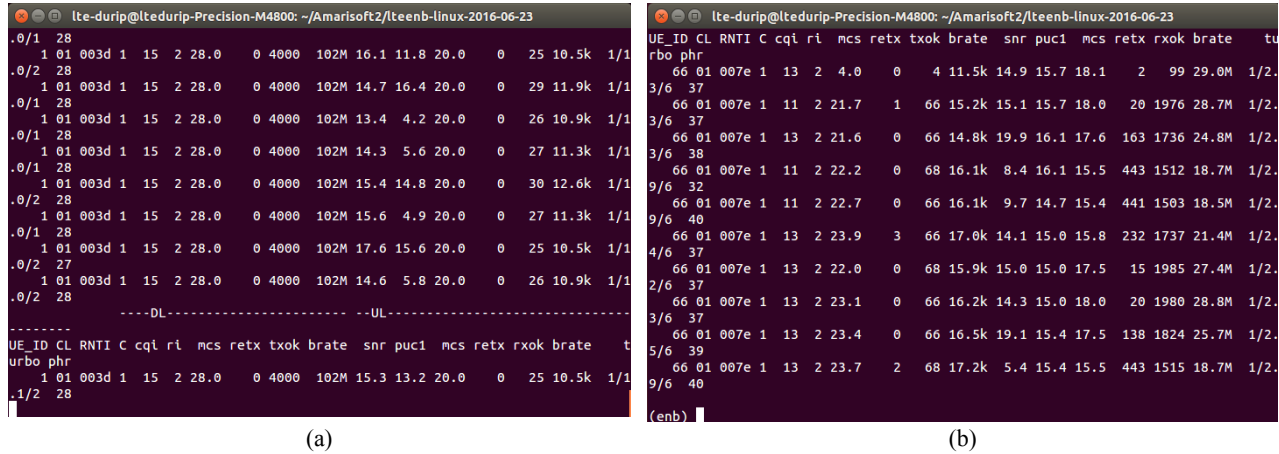 lte-durip@ltedurip-Precision-M4800: ~/Amarisoft2/lteenb-linux-2016-06-23
.0/1 28
1 01 003d 1 15 2 28.0 0 4000 102M 16.1 11.8 20.0 0 25 10.5k 1/1
.0/2 28
1 01 003d 1 15 2 28.0 0 4000 102M 14.7 16.4 20.0 0 29 11.9k 1/1
.0/1 28
1 01 003d 1 15 2 28.0 0 4000 102M 13.4 4.2 20.0 0 26 10.9k 1/1
.0/1 28
1 01 003d 1 15 2 28.0 0 4000 102M 14.3 5.6 20.0 0 27 11.3k 1/1
.0/1 28
1 01 003d 1 15 2 28.0 0 4000 102M 15.4 14.8 20.0 0 30 12.6k 1/1
.0/2 28
1 01 003d 1 15 2 28.0 0 4000 102M 15.6 4.9 20.0 0 27 11.3k 1/1
.0/1 28
1 01 003d 1 15 2 28.0 0 4000 102M 17.6 15.6 20.0 0 25 10.5k 1/1
.0/2 27
1 01 003d 1 15 2 28.0 0 4000 102M 14.6 5.8 20.0 0 26 10.9k 1/1
.0/2 28
----DL----------------------- --UL------------------------------
--------
UE_ID CL RNTI C cqi ri mcs retx txok brate snr puc1 mcs retx rxok brate t
urbo phr
1 01 003d 1 15 2 28.0 0 4000 102M 15.3 13.2 20.0 0 25 10.5k 1/1
.1/2 28
(a)
lte-durip@ltedurip-Precision-M4800: ~/Amarisoft2/lteenb-linux-2016-06-23
UE_ID CL RNTI C cqi ri mcs retx txok brate snr puc1 mcs retx rxok brate tu
rbo phr
66 01 007e 1 13 2 4.0 0 4 11.5k 14.9 15.7 18.1 2 99 29.0M 1/2.
3/6 37
66 01 007e 1 11 2 21.7 1 66 15.2k 15.1 15.7 18.0 20 1976 28.7M 1/2.
3/6 37
66 01 007e 1 13 2 21.6 0 66 14.8k 19.9 16.1 17.6 163 1736 24.8M 1/2.
3/6 38
66 01 007e 1 11 2 22.2 0 68 16.1k 8.4 16.1 15.5 443 1512 18.7M 1/2.
9/6 32
66 01 007e 1 11 2 22.7 0 66 16.1k 9.7 14.7 15.4 441 1503 18.5M 1/2.
9/6 40
66 01 007e 1 13 2 23.9 3 66 17.0k 14.1 15.0 15.8 232 1737 21.4M 1/2.
4/6 37
66 01 007e 1 13 2 22.0 0 68 15.9k 15.0 15.0 17.5 15 1985 27.4M 1/2.
2/6 37
66 01 007e 1 13 2 23.1 0 66 16.2k 14.3 15.0 18.0 20 1980 28.8M 1/2.
3/6 37
66 01 007e 1 13 2 23.4 0 66 16.5k 19.1 15.4 17.5 138 1824 25.7M 1/2.
5/6 39
66 01 007e 1 13 2 23.7 2 68 17.2k 5.4 15.4 15.5 443 1515 18.7M 1/2.
9/6 40
(enb)
(b)